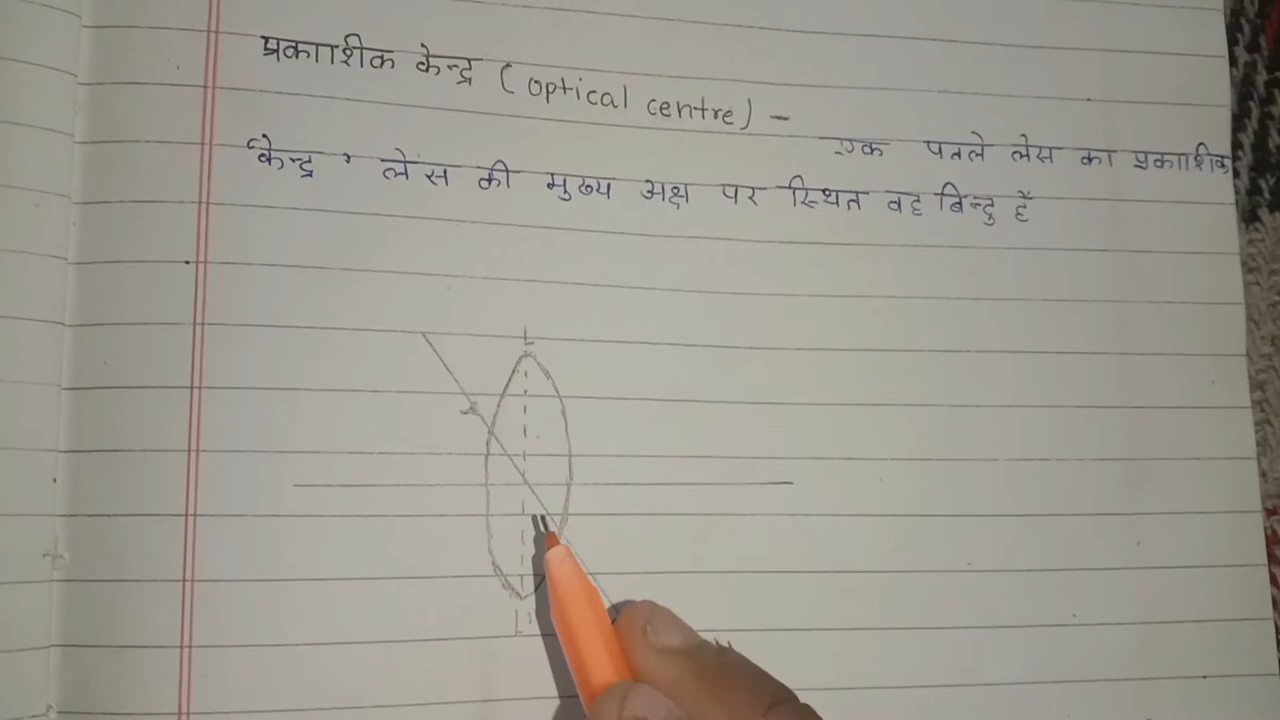 प्रकाशिक केन्द्र (optical centre) -
एक पतले लेंस का प्रकाशिक
केन्द्र ' लेंस की मुख्य अक्ष पर स्थित वह बिन्दु है
L
L'